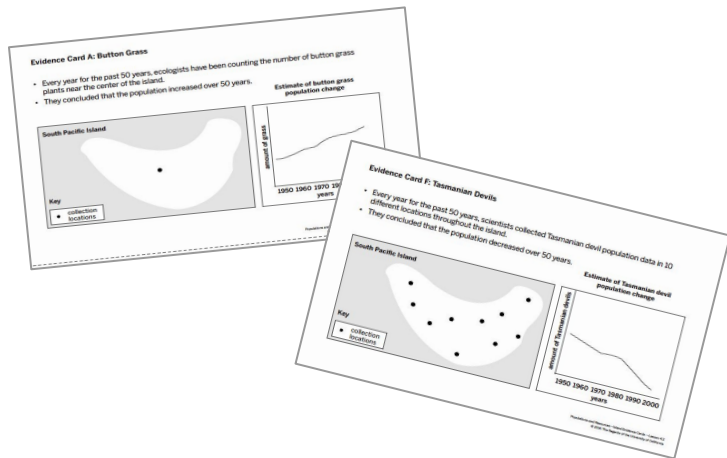 Evidence Card A: Button Grass
• Every year for the past 50 years, ecologists have been counting the number of button grass
plants near the center of the island.
• They concluded that the population increased over 50 years.
South Pacific Island
Key
• collection
locations
Estimate of button grass
population change
amount of grass
1950 1960 1970
years
Evidence Card F: Tasmanian Devils
• Every year for the past 50 years, scientists collected Tasmanian devil population data in 10
different locations throughout the island.
• They concluded that the population decreased over 50 years.
South Pacific Island
Key
• collection
locations
Estimate of Tasmanian devil
population change
amount of Tasmanian devils
1950 1960 1970 1980 1990 2000
years